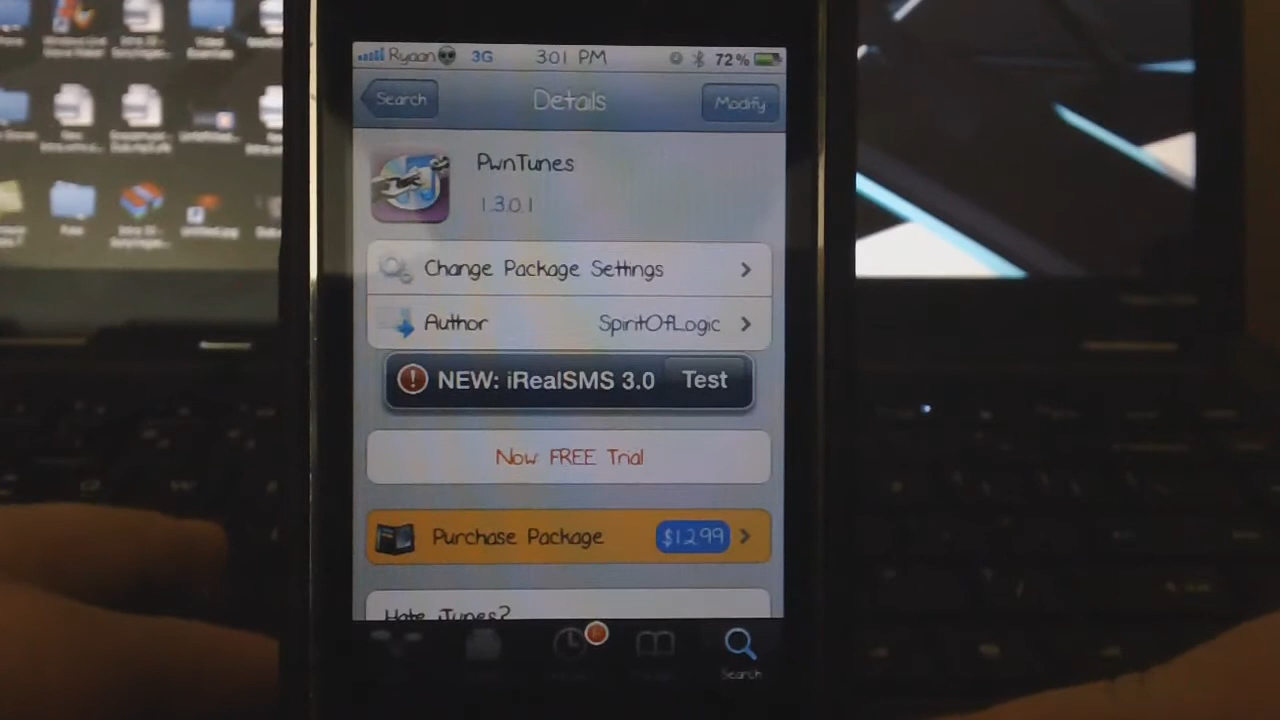 Ryaan 3G 3:01 PM 72%
Search Details Modify
PwnTunes
1.3.0.1
Change Package Settings
Author SpiritOfLogic
NEW: iRealSMS 3.0 Test
Now FREE Trial
Purchase Package $12.99
Hate iTunes?
Search